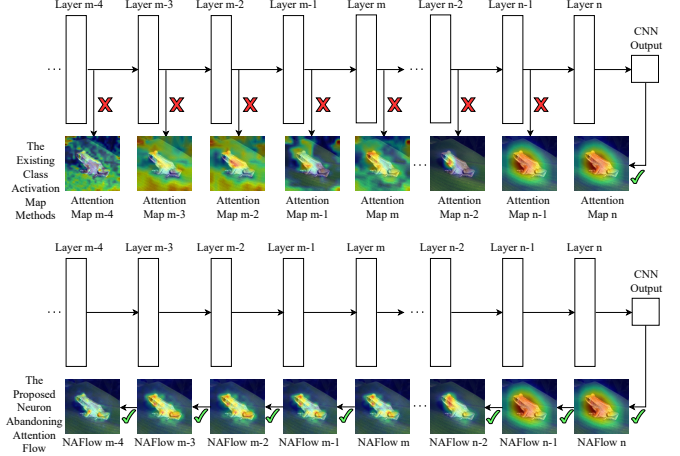 Layer m-4 Layer m-3 Layer m-2 Layer m-1 Layer m Layer n-2 Layer n-1 Layer n
CNN
Output
...
...
X X X X X X X
The
Existing
Class
Activation
Map
Methods
...
Attention Attention Attention Attention Attention Attention Attention Attention
Map m-4 Map m-3 Map m-2 Map m-1 Map m Map n-2 Map n-1 Map n
Layer m-4 Layer m-3 Layer m-2 Layer m-1 Layer m Layer n-2 Layer n-1 Layer n
CNN
Output
...
...
The
Proposed
Neuron
Abandoning
Attention
Flow
...
NAFlow m-4 NAFlow m-3 NAFlow m-2 NAFlow m-1 NAFlow m NAFlow n-2 NAFlow n-1 NAFlow n